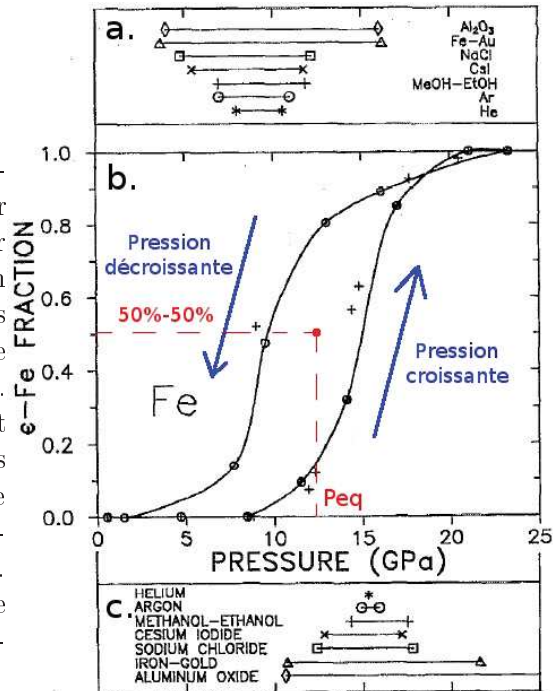 a.
Al₂O₃
Fe-Au
NaCl
CsI
MeOH-EtOH
Ar
He
b.
1.0
0.8
0.6
0.4
0.2
0.0
ϵ-Fe FRACTION
Pression
décroissante
50%-50%
Pression
croissante
Fe
Peq
0
5
10
15
20
25
PRESSURE (GPa)
c.
HELIUM
ARGON
METHANOL-ETHANOL
CESIUM IODIDE
SODIUM CHLORIDE
IRON-GOLD
ALUMINUM OXIDE